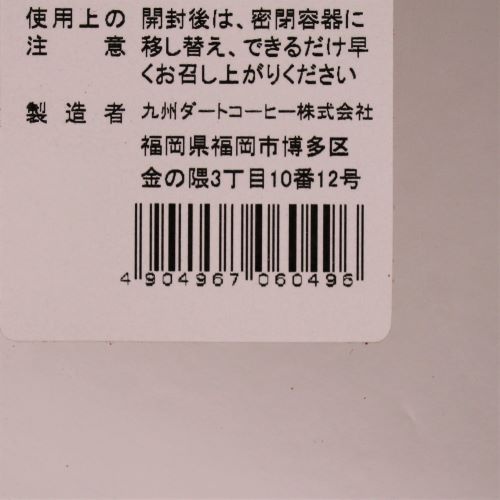 使用上の 開封後は、密閉容器に
注意 移し替え、できるだけ早
くお召し上がりください
製造者 九州ダートコーヒー株式会社
福岡県福岡市博多区
金の隈3丁目10番12号
4 904967 060496